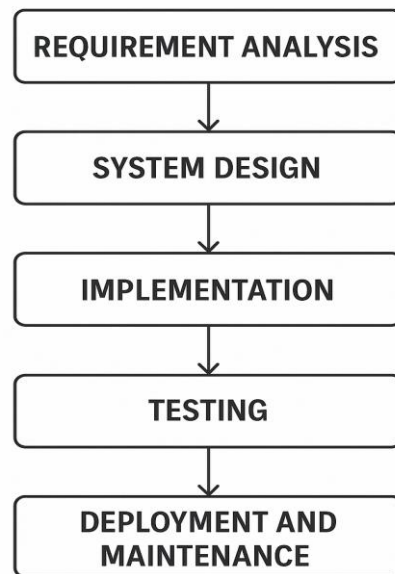 REQUIREMENT ANALYSIS
SYSTEM DESIGN
IMPLEMENTATION
TESTING
DEPLOYMENT AND
MAINTENANCE